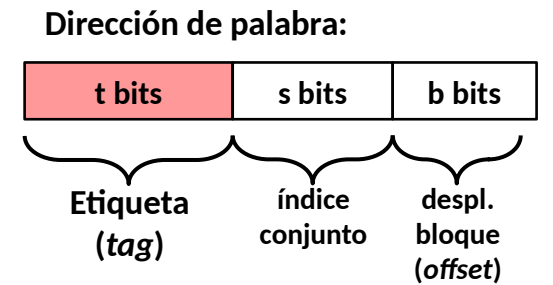 Dirección de palabra:
t bits s bits b bits
Etiqueta
(tag)
índice
conjunto
despl.
bloque
(offset)